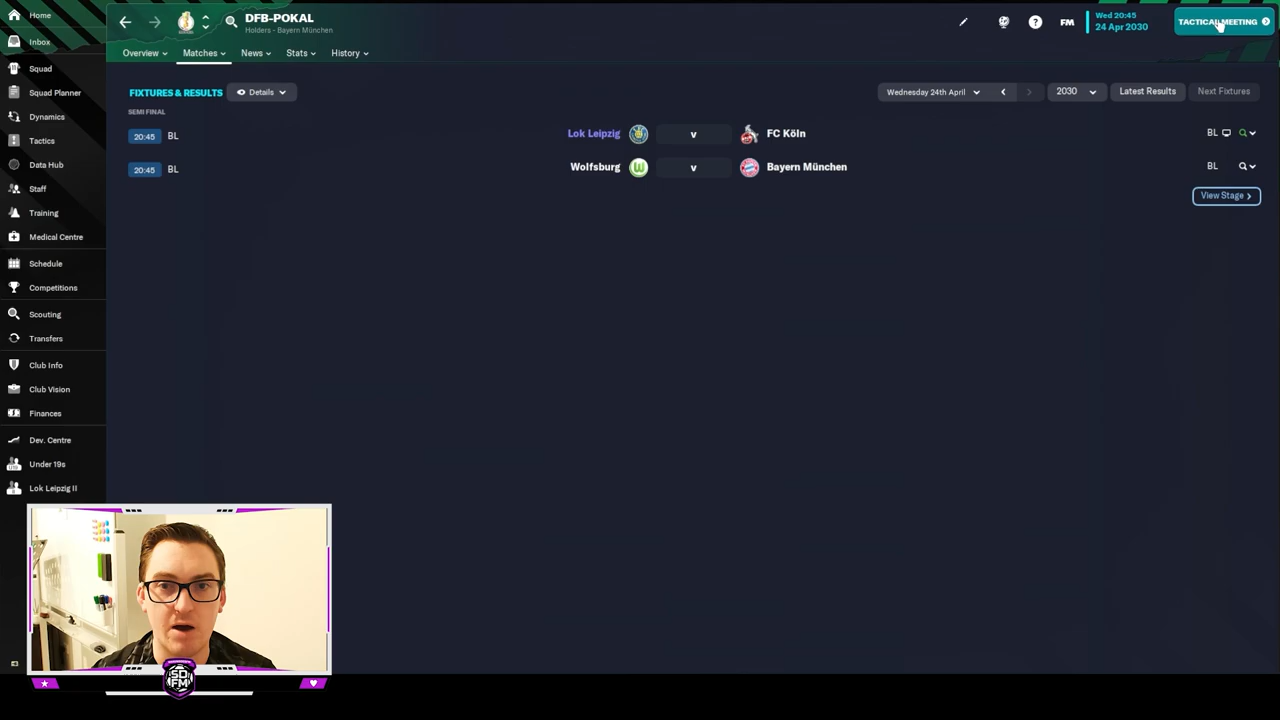 Home
DFB-POKAL
Holders - Bayern München
FM
Wed 20:45
24 Apr 2030
TACTICAL MEETING
Inbox
Overview
Matches
News
Stats
History
Squad
Squad Planner
Dynamics
Tactics
Data Hub
Staff
Training
Medical Centre
Schedule
Competitions
Scouting
Transfers
Club Info
Club Vision
Finances
Dev. Centre
Under 19s
Lok Leipzig II
FIXTURES & RESULTS
Details
Wednesday 24th April
2030
Latest Results
Next Fixtures
SEMI FINAL
20:45 BL Lok Leipzig v FC Köln BL
20:45 BL Wolfsburg v Bayern München BL
View Stage
SDFM